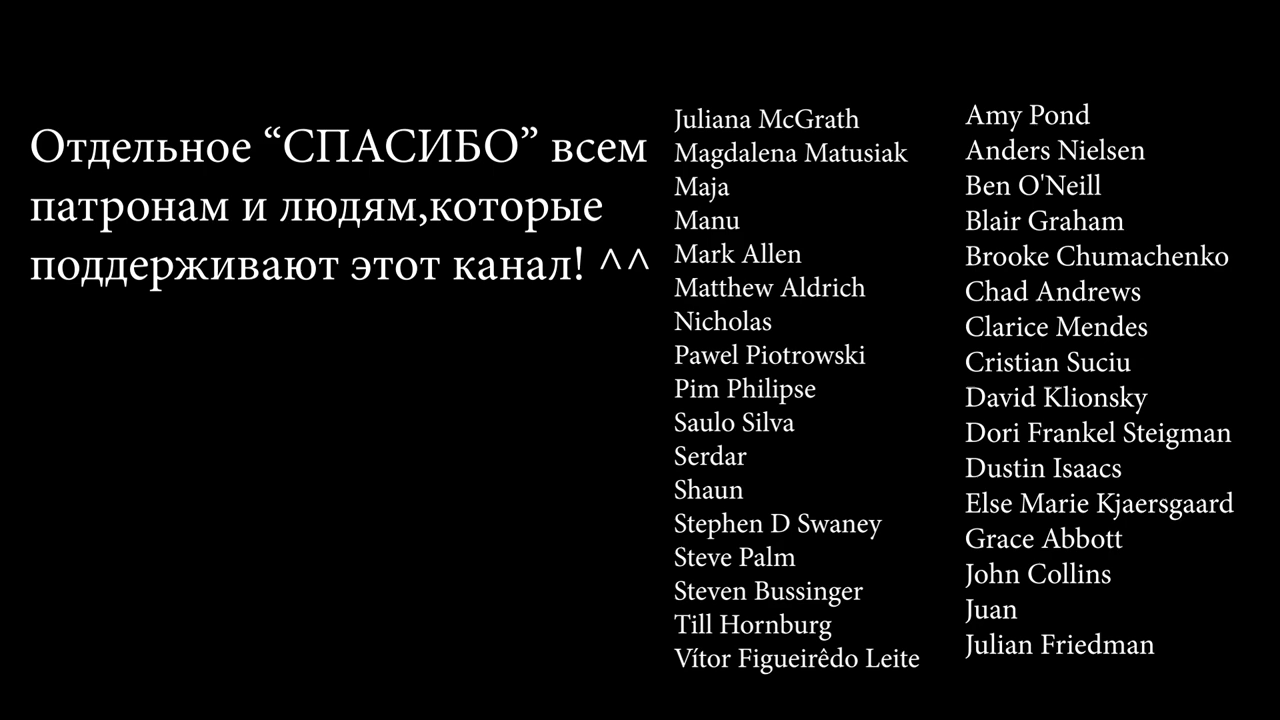 Отдельное “СПАСИБО” всем
патронам и людям,которые
поддерживают этот канал! ^^
Juliana McGrath
Magdalena Matusiak
Maja
Manu
Mark Allen
Matthew Aldrich
Nicholas
Pawel Piotrowski
Pim Philipse
Saulo Silva
Serdar
Shaun
Stephen D Swaney
Steve Palm
Steven Bussinger
Till Hornburg
Vítor Figueirêdo Leite
Amy Pond
Anders Nielsen
Ben O'Neill
Blair Graham
Brooke Chumachenko
Chad Andrews
Clarice Mendes
Cristian Suciu
David Klionsky
Dori Frankel Steigman
Dustin Isaacs
Else Marie Kjaersgaard
Grace Abbott
John Collins
Juan
Julian Friedman